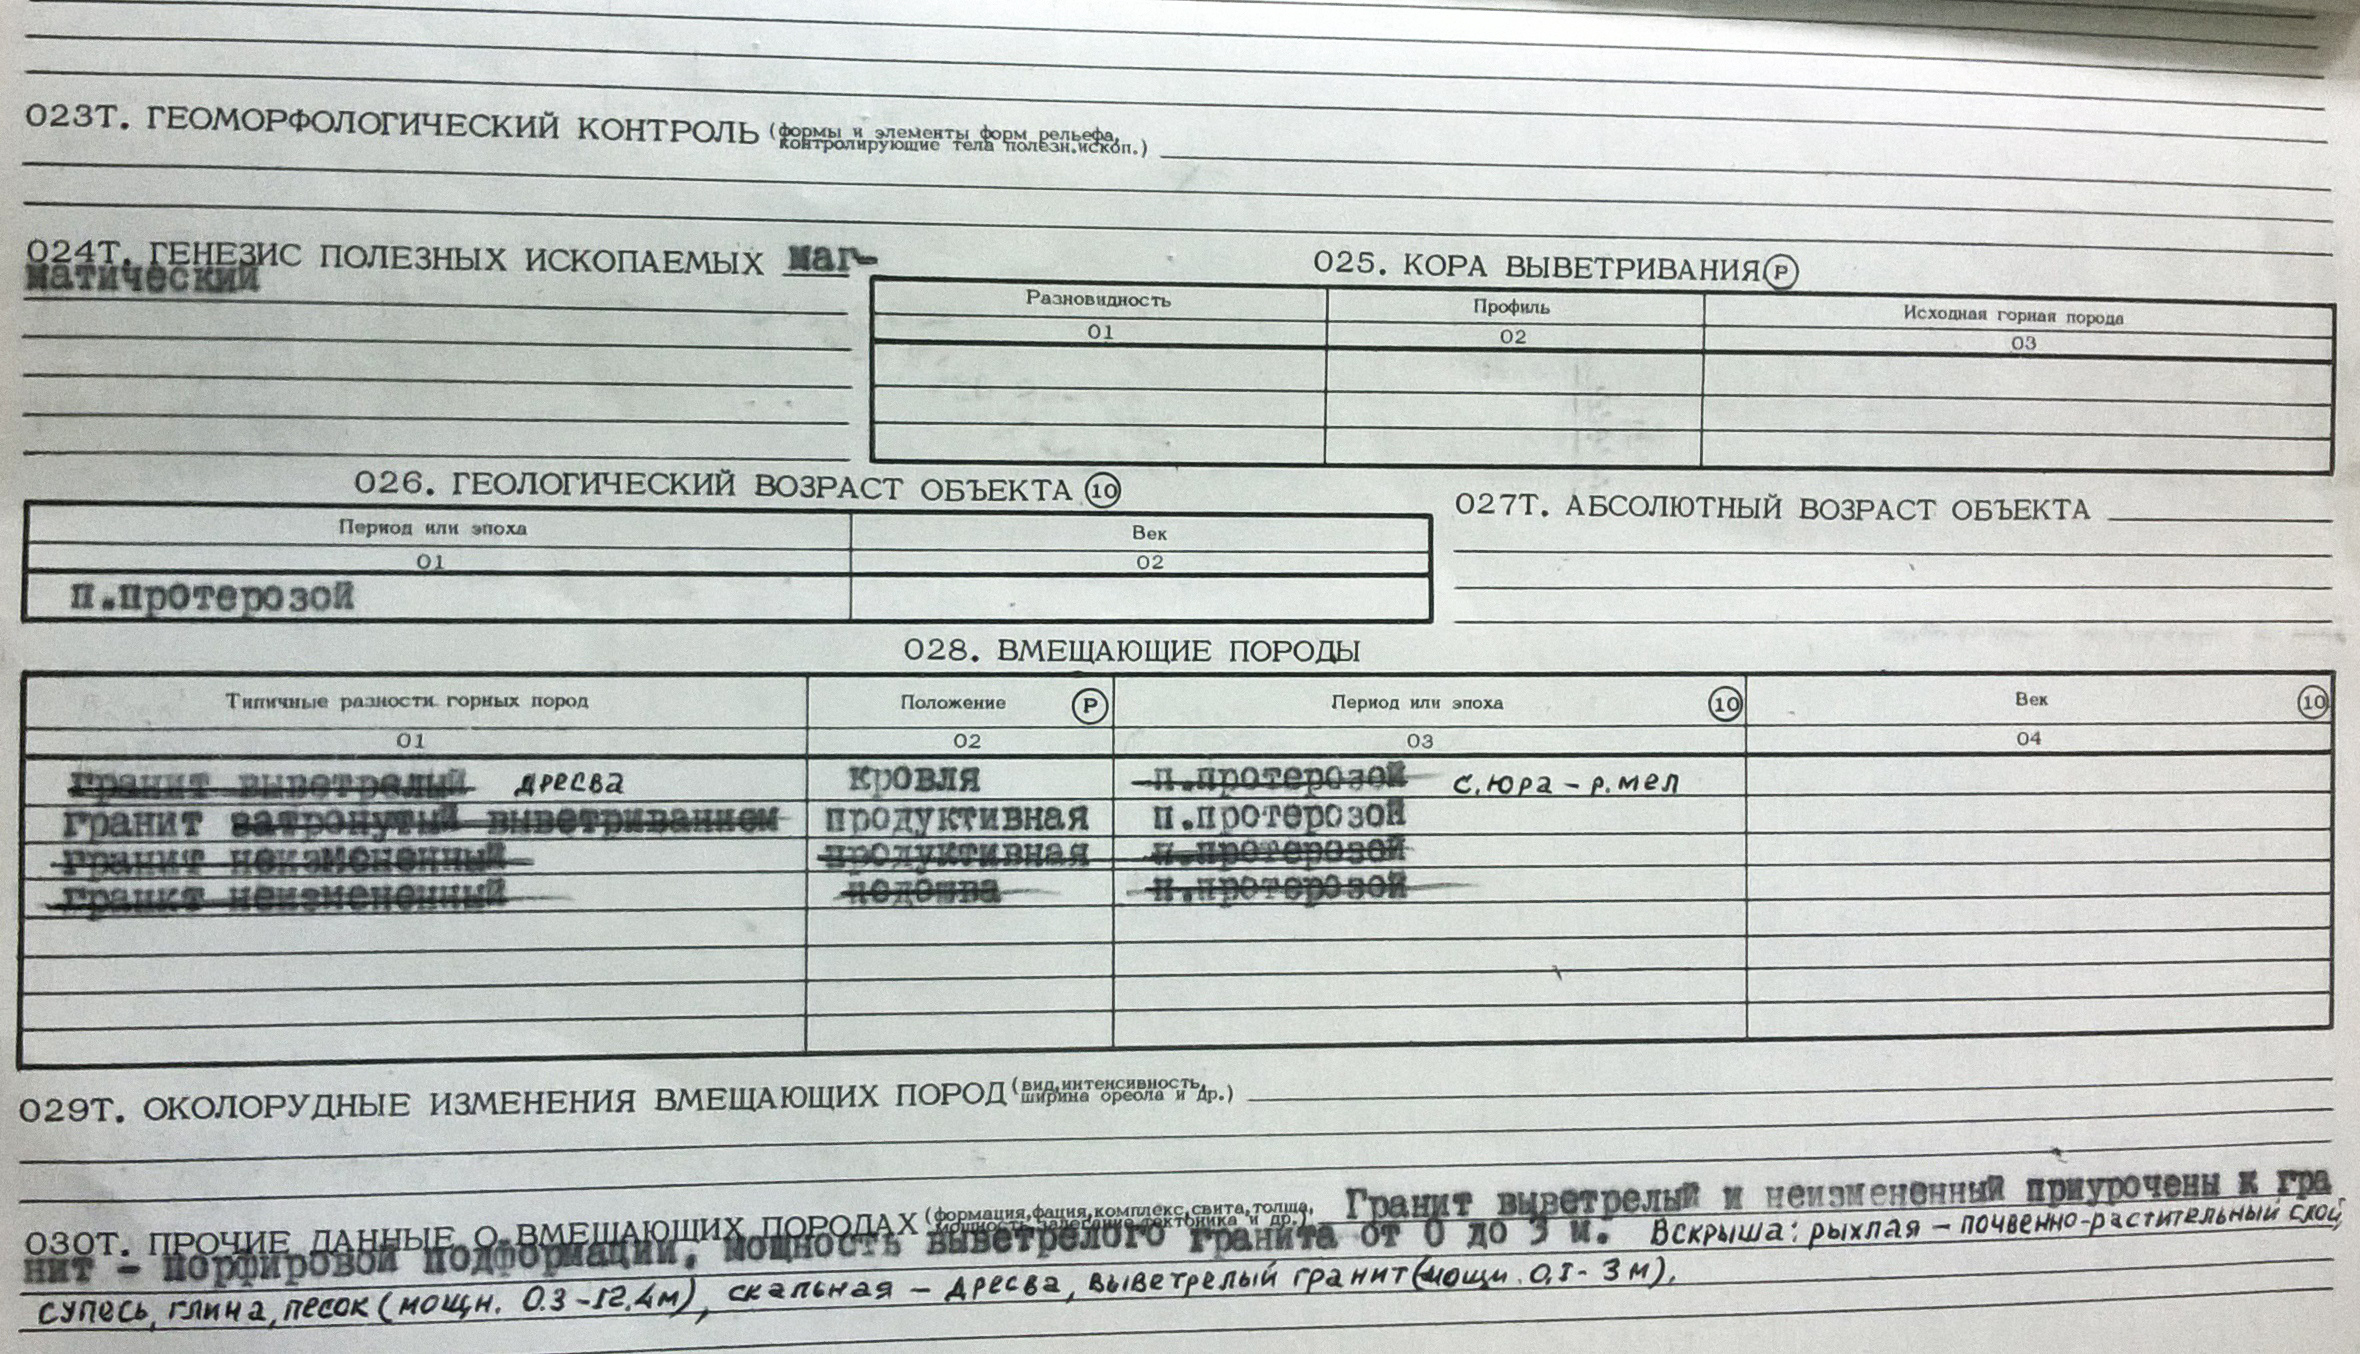 023Т. ГЕОМОРФОЛОГИЧЕСКИЙ КОНТРОЛЬ (формы и элементы форм рельефа,
контролирующие тела полезн.ископ.)
024Т. ГЕНЕЗИС ПОЛЕЗНЫХ ИСКОПАЕМЫХ маг-
матический
025. КОРА ВЫВЕТРИВАНИЯ Р
Разновидность Профиль Исходная горная порода
01 02 03
026. ГЕОЛОГИЧЕСКИЙ ВОЗРАСТ ОБЪЕКТА 10
Период или эпоха Век
01 02
п.протерозой
027Т. АБСОЛЮТНЫЙ ВОЗРАСТ ОБЪЕКТА
028. ВМЕЩАЮЩИЕ ПОРОДЫ
Типичные разности горных пород Положение Р Период или эпоха 10 Век 10
01 02 03 04
гранит выветрелый дресва кровля п.протерозой с.юра - р.мел
гранит затронутый выветриванием продуктивная п.протерозой
гранит неизмененный продуктивная п.протерозой
гранит неизмененный подошва п.протерозой
029Т. ОКОЛОРУДНЫЕ ИЗМЕНЕНИЯ ВМЕЩАЮЩИХ ПОРОД (вид,интенсивность,
ширина ореола и др.)
030Т. ПРОЧИЕ ДАННЫЕ О ВМЕЩАЮЩИХ ПОРОДАХ (формация,фация,комплекс,свита,толща,
мощность,залегание,тектоника и др.) Гранит выветрелый и неизмененный приурочены к гра
нит - порфировой подформации, мощность выветрелого гранита от 0 до 3 м. Вскрыша: рыхлая - почвенно-растительный слой,
супесь, глина, песок (мощн. 0.3-12.4м), скальная - дресва, выветрелый гранит (мощн. 0,1-3м).